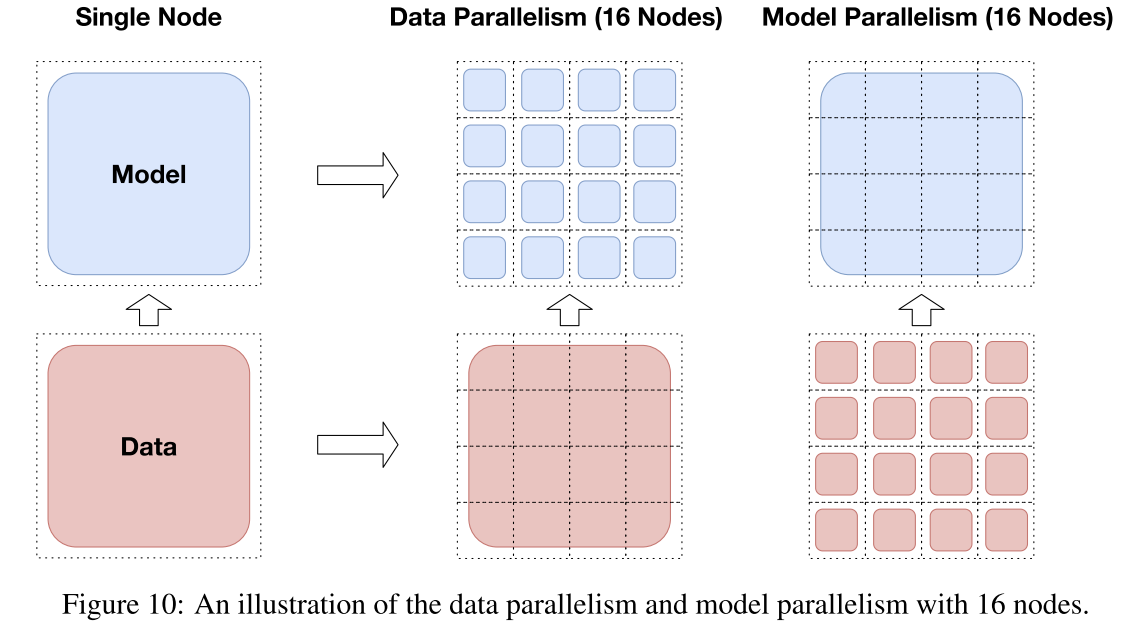 Single Node
Data Parallelism (16 Nodes)
Model Parallelism (16 Nodes)
Model
Data
Figure 10: An illustration of the data parallelism and model parallelism with 16 nodes.